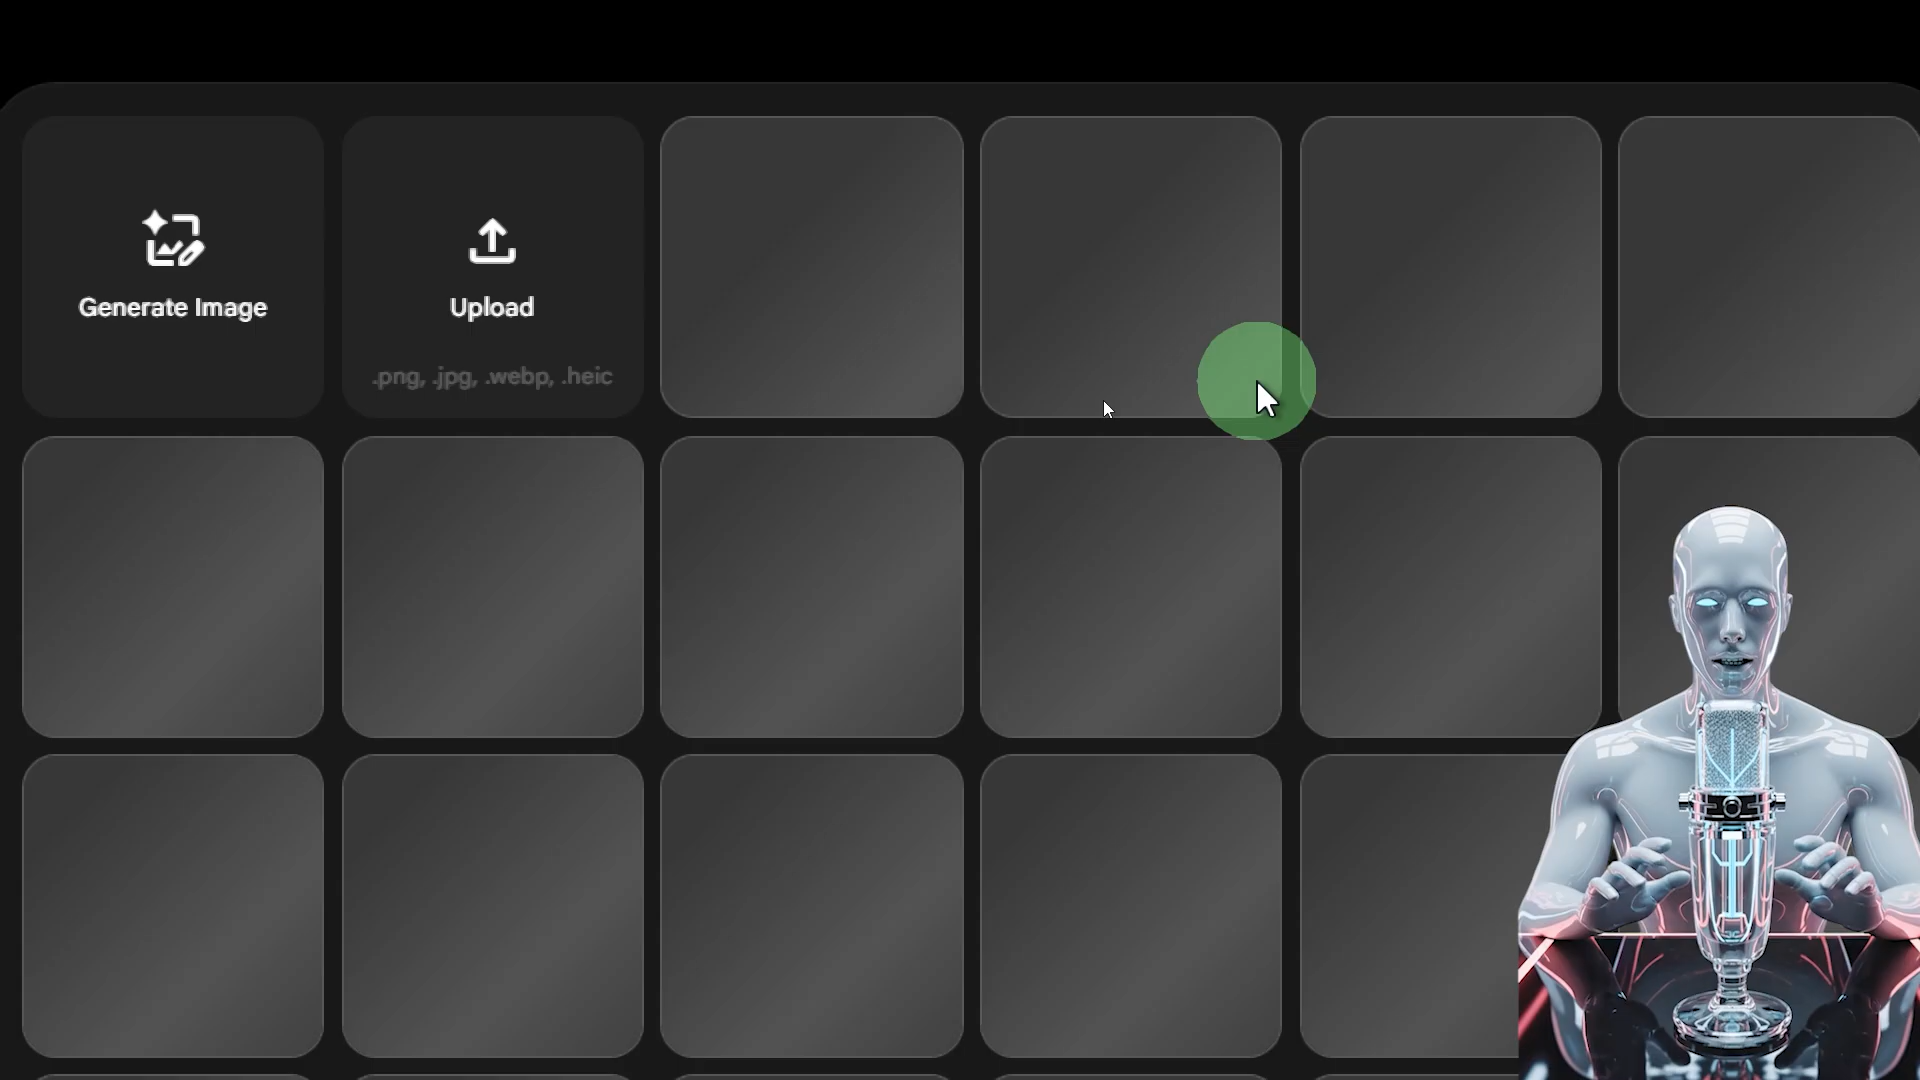 Generate Image
Upload
.png, .jpg, .webp, .heic